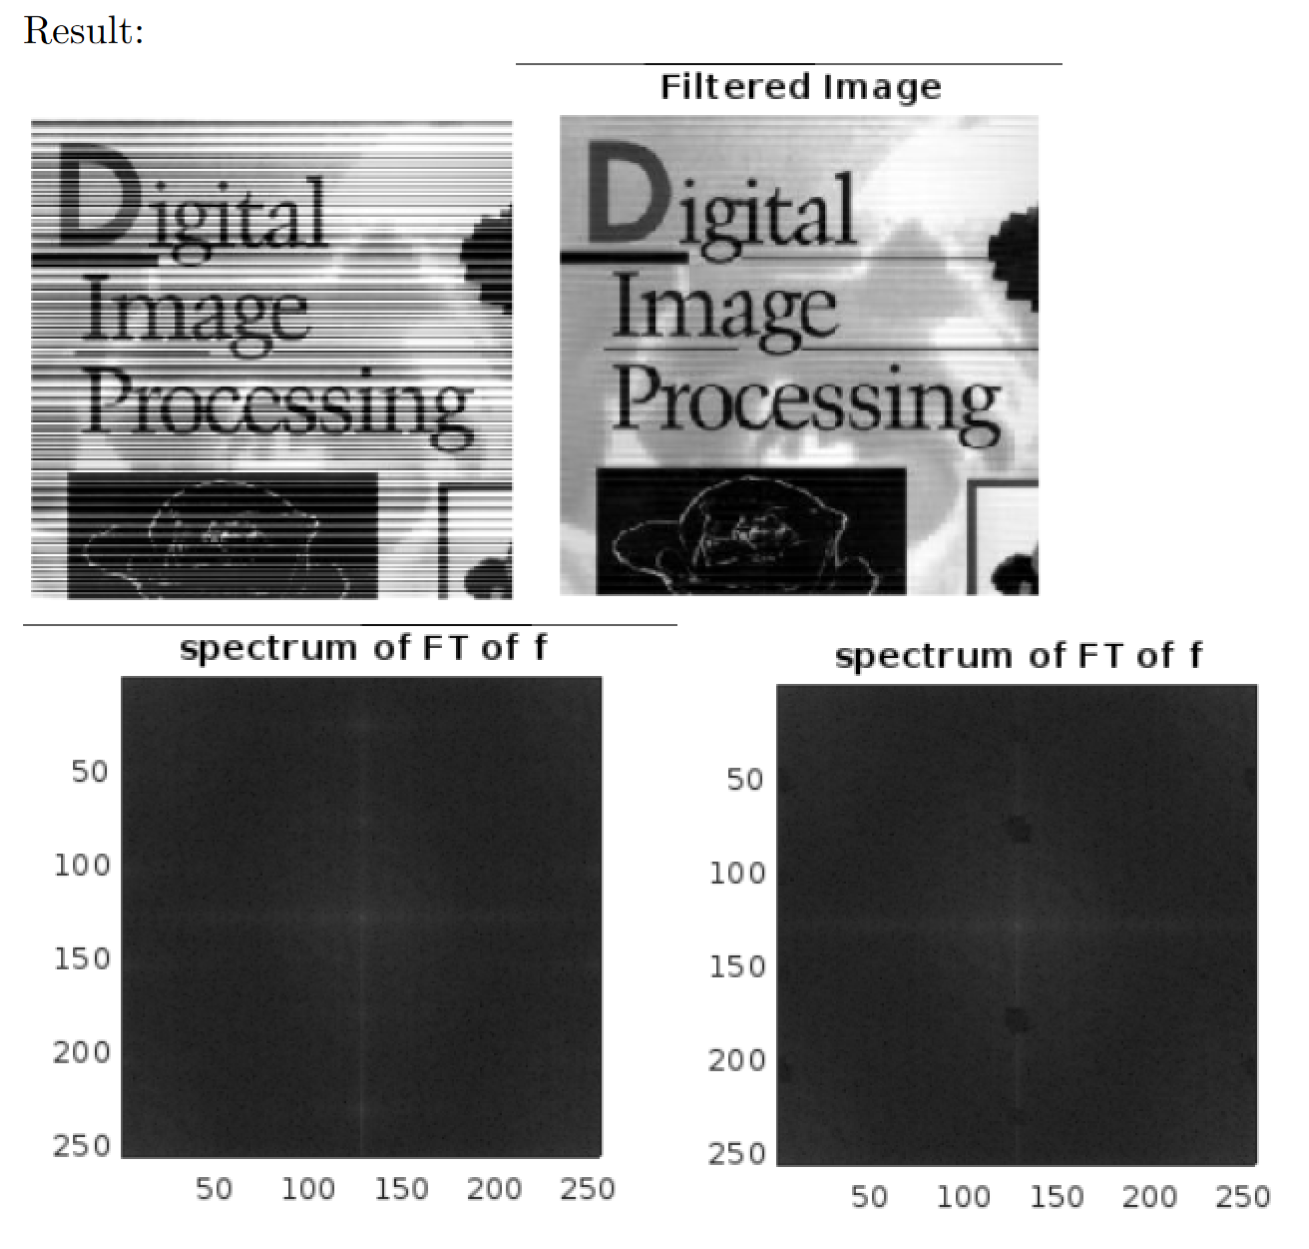 Result:
Filtered Image
Digital
Image
Processing
Digital
Image
Processing
spectrum of FT of f
50
100
150
200
250
50 100 150 200 250
spectrum of FT of f
50
100
150
200
250
50 100 150 200 250